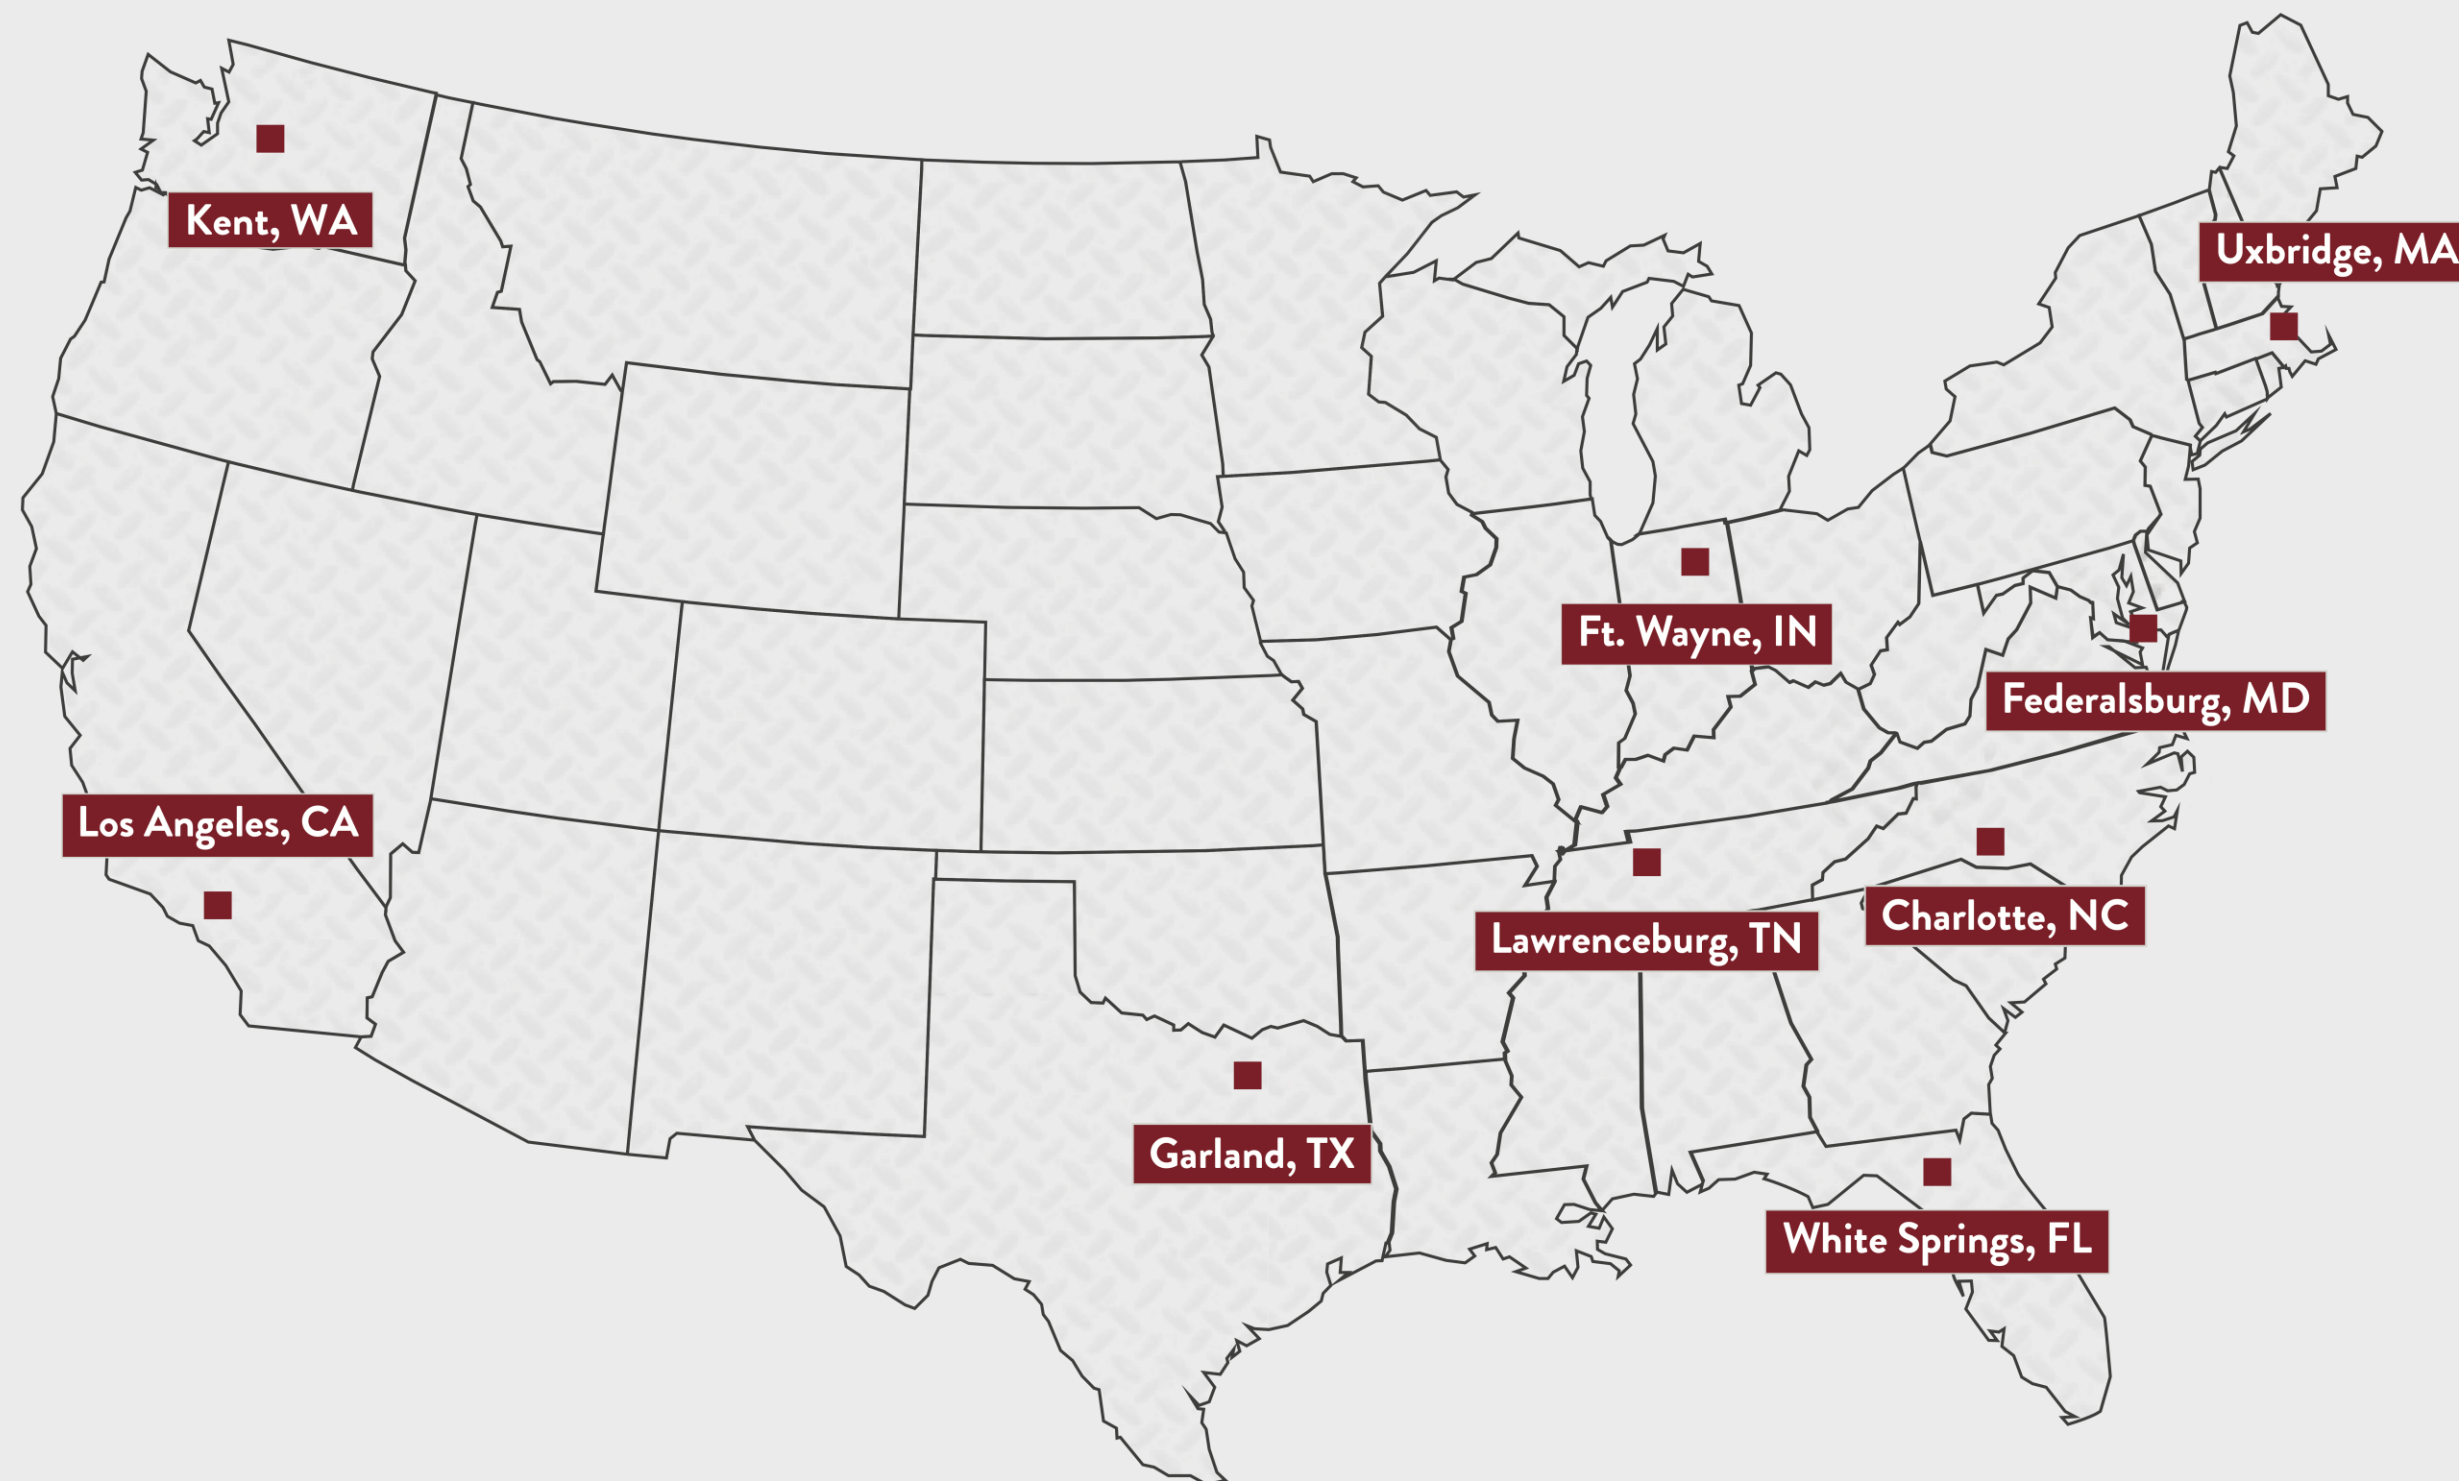 Kent, WA
Uxbridge, MA
Ft. Wayne, IN
Federalsburg, MD
Los Angeles, CA
Charlotte, NC
Lawrenceburg, TN
Garland, TX
White Springs, FL